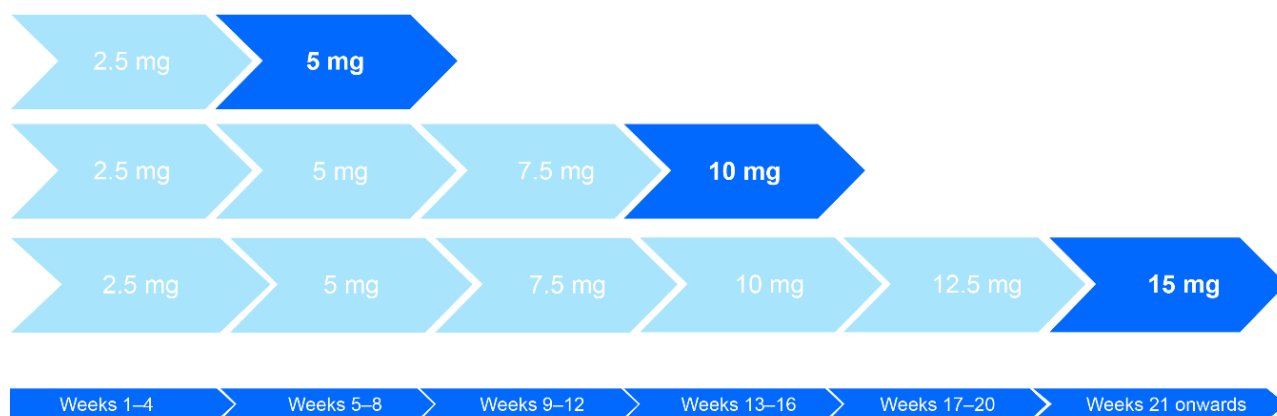 2.5 mg 5 mg
2.5 mg 5 mg 7.5 mg 10 mg
2.5 mg 5 mg 7.5 mg 10 mg 12.5 mg 15 mg
Weeks 1–4 Weeks 5–8 Weeks 9–12 Weeks 13–16 Weeks 17–20 Weeks 21 onwards